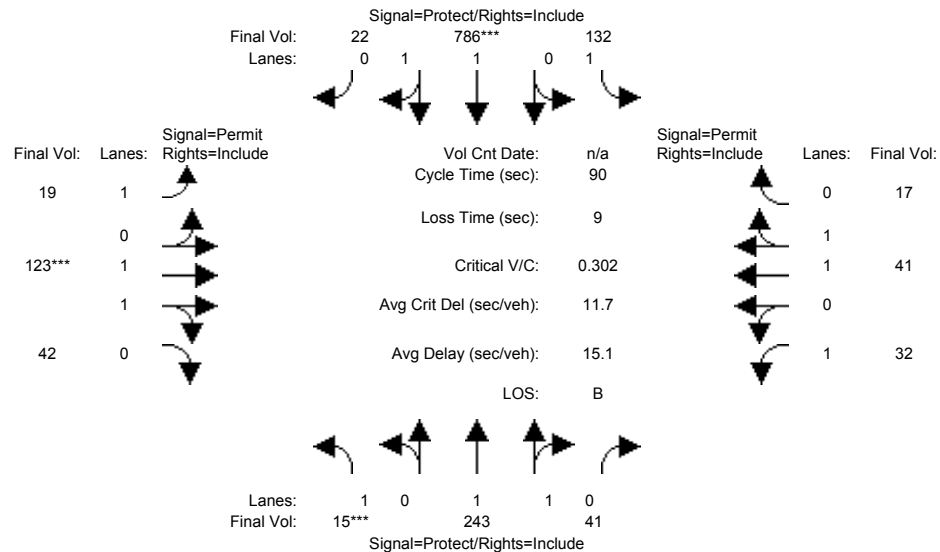 Signal=Protect/Rights=Include
Final Vol: 22 786*** 132
Lanes: 0 1 1 0 1
Signal=Permit Signal=Permit
Final Vol: Lanes: Rights=Include Vol Cnt Date: n/a Rights=Include Lanes: Final Vol:
Cycle Time (sec): 90
19 1 0 17
Loss Time (sec): 9
0 1
123*** 1 Critical V/C: 0.302 1 41
1 Avg Crit Del (sec/veh): 11.7 0
42 0 Avg Delay (sec/veh): 15.1 1 32
LOS: B
Lanes: 1 0 1 1 0
Final Vol: 15*** 243 41
Signal=Protect/Rights=Include